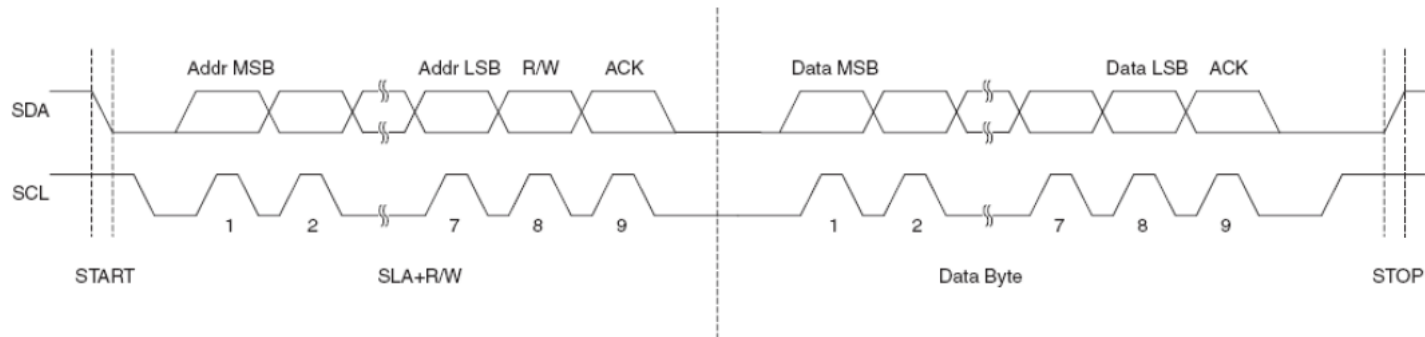 Addr MSB Addr LSB R/W ACK Data MSB Data LSB ACK
SDA
SCL
1 2 7 8 9 1 2 7 8 9
START SLA+R/W Data Byte STOP